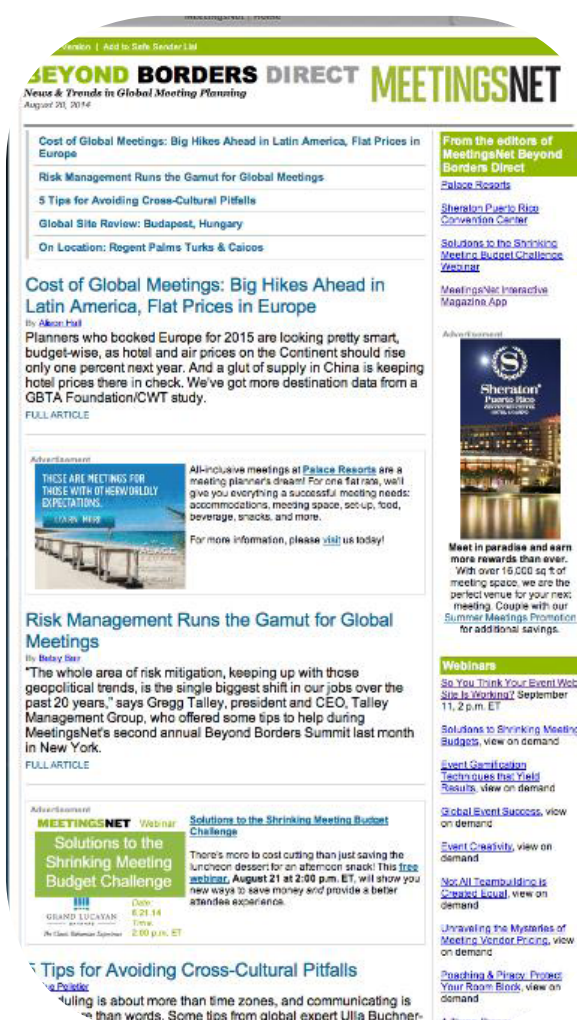 MeetingsNet | Home
Version | Add to Safe Sender List
BEYOND BORDERS DIRECT
News & Trends in Global Meeting Planning
August 20, 2014
MEETINGSNET
Cost of Global Meetings: Big Hikes Ahead in Latin America, Flat Prices in
Europe
Risk Management Runs the Gamut for Global Meetings
5 Tips for Avoiding Cross-Cultural Pitfalls
Global Site Review: Budapest, Hungary
On Location: Regent Palms Turks & Caicos
Cost of Global Meetings: Big Hikes Ahead in
Latin America, Flat Prices in Europe
By Alison Hall
Planners who booked Europe for 2015 are looking pretty smart,
budget-wise, as hotel and air prices on the Continent should rise
only one percent next year. And a glut of supply in China is keeping
hotel prices there in check. We've got more destination data from a
GBTA Foundation/CWT study.
FULL ARTICLE
Advertisement
THESE ARE MEETINGS FOR
THOSE WITH OTHERWORLDLY
EXPECTATIONS.
LEARN MORE
PALACE
All-inclusive meetings at Palace Resorts are a
meeting planner's dream! For one flat rate, we'll
give you everything a successful meeting needs:
accommodations, meeting space, set-up, food,
beverage, snacks, and more.
For more information, please visit us today!
Risk Management Runs the Gamut for Global
Meetings
By Betsy Bair
"The whole area of risk mitigation, keeping up with those
geopolitical trends, is the single biggest shift in our jobs over the
past 20 years," says Gregg Talley, president and CEO, Talley
Management Group, who offered some tips to help during
MeetingsNet's second annual Beyond Borders Summit last month
in New York.
FULL ARTICLE
Advertisement
MEETINGSNET Webinar
Solutions to the
Shrinking Meeting
Budget Challenge
GRAND LUCAYAN
The Classic Bahamian Experience
Date:
8.21.14
Time:
2:00 p.m. ET
Solutions to the Shrinking Meeting Budget
Challenge
There's more to cost cutting than just saving the
luncheon dessert for an afternoon snack! This free
webinar, August 21 at 2:00 p.m. ET, will show you
new ways to save money and provide a better
attendee experience.
5 Tips for Avoiding Cross-Cultural Pitfalls
Pelletier
duling is about more than time zones, and communicating is
than words. Some tips from global expert Ulla Buchner-
From the editors of
MeetingsNet Beyond
Borders Direct
Palace Resorts
Sheraton Puerto Rico
Convention Center
Solutions to the Shrinking
Meeting Budget Challenge
Webinar
MeetingsNet Interactive
Magazine App
Advertisement
Sheraton
Puerto Rico
Meet in paradise and earn
more rewards than ever.
With over 16,000 sq ft of
meeting space, we are the
perfect venue for your next
meeting. Couple with our
Summer Meetings Promotion
for additional savings.
Webinars
So You Think Your Event Web
Site Is Working? September
11, 2 p.m. ET
Solutions to Shrinking Meeting
Budgets, view on demand
Event Gamification
Techniques that Yield
Results, view on demand
Global Event Success, view
on demand
Event Creativity, view on
demand
Not All Teambuilding is
Created Equal, view on
demand
Unraveling the Mysteries of
Meeting Vendor Pricing, view
on demand
Poaching & Piracy: Protect
Your Room Block, view on
demand